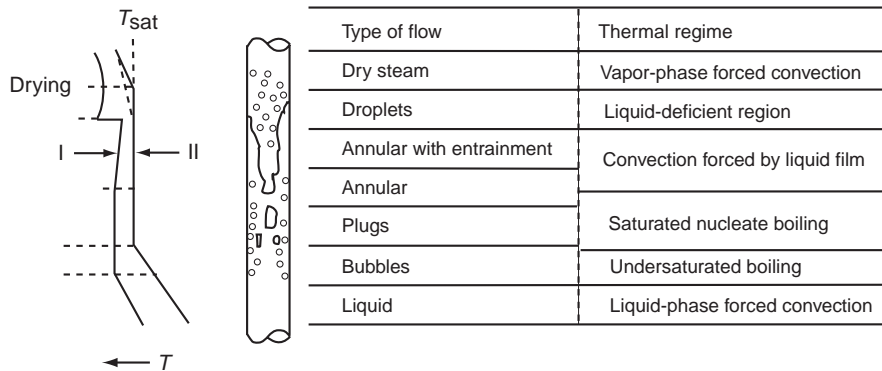 T sat
Drying
I
II
T
Type of flow
Thermal regime
Dry steam
Vapor-phase forced convection
Droplets
Liquid-deficient region
Annular with entrainment
Convection forced by liquid film
Annular
Plugs
Saturated nucleate boiling
Bubbles
Undersaturated boiling
Liquid
Liquid-phase forced convection